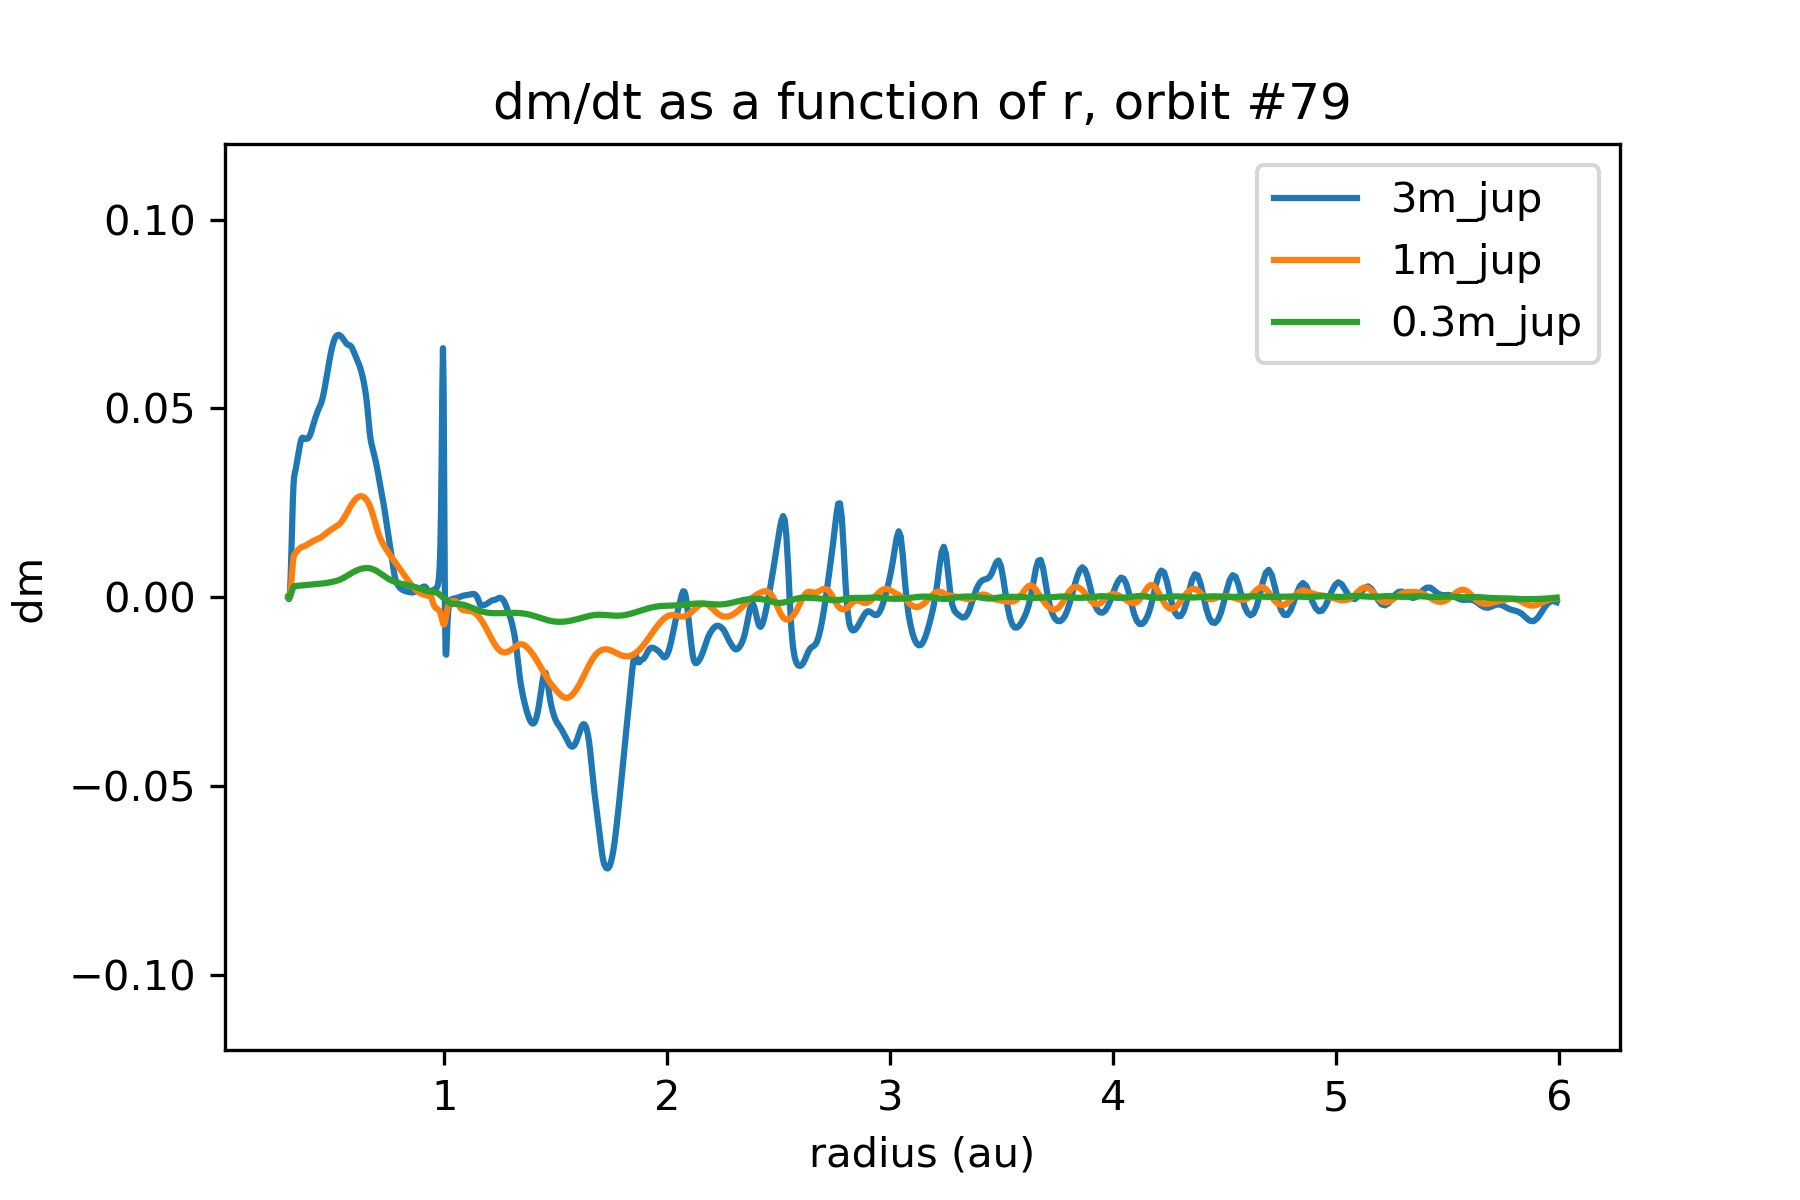 dm/dt as a function of r, orbit #79
3m_jup
1m_jup
0.3m_jup
0.10
0.05
0.00
−0.05
−0.10
dm
1 2 3 4 5 6
radius (au)